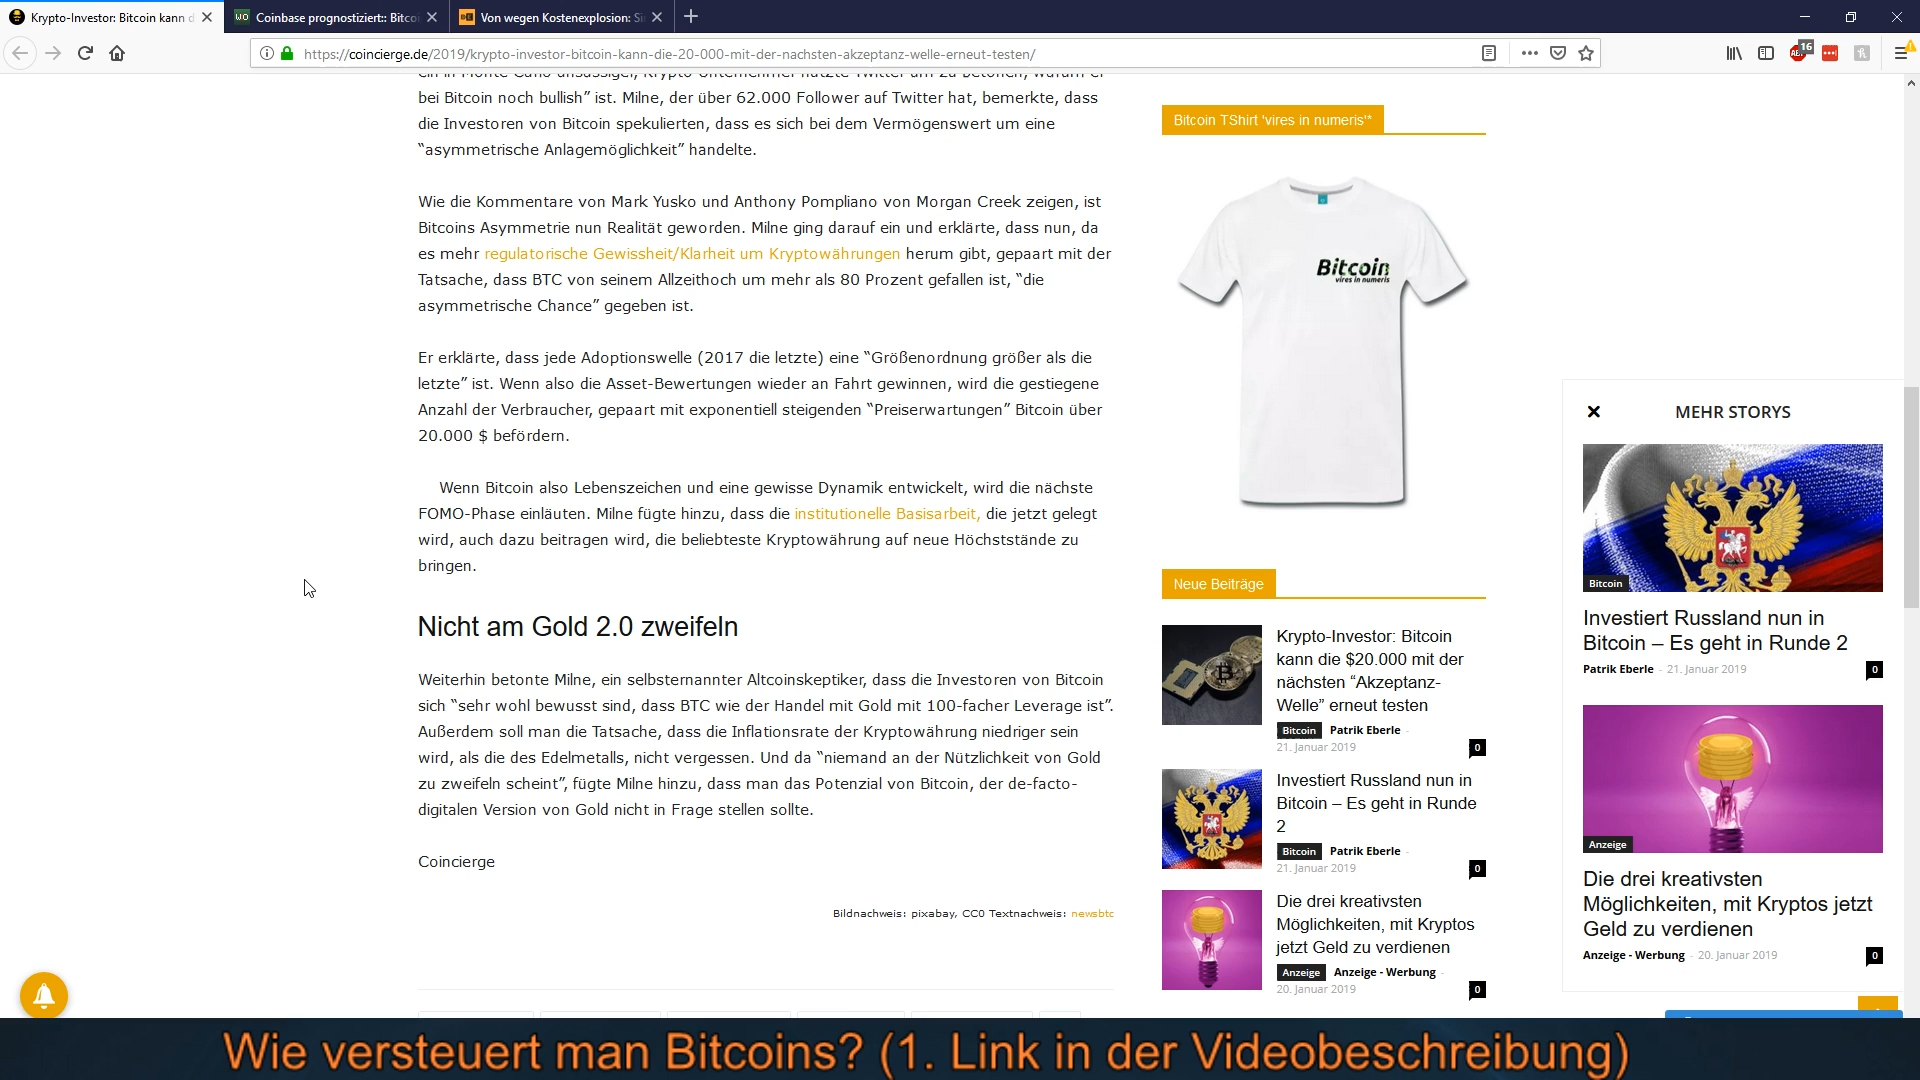 Krypto-Investor: Bitcoin kann d
Coinbase prognostiziert:: Bitcoi
Von wegen Kostenexplosion: Si
https://coincierge.de/2019/krypto-investor-bitcoin-kann-die-20-000-mit-der-nachsten-akzeptanz-welle-erneut-testen/
16
ein in Monte Carlo ansässiger, Krypto-Unternehmer nutzte Twitter um zu betonen, warum er
bei Bitcoin noch bullish” ist. Milne, der über 62.000 Follower auf Twitter hat, bemerkte, dass
die Investoren von Bitcoin spekulierten, dass es sich bei dem Vermögenswert um eine
“asymmetrische Anlagemöglichkeit” handelte.
Wie die Kommentare von Mark Yusko und Anthony Pompliano von Morgan Creek zeigen, ist
Bitcoins Asymmetrie nun Realität geworden. Milne ging darauf ein und erklärte, dass nun, da
es mehr regulatorische Gewissheit/Klarheit um Kryptowährungen herum gibt, gepaart mit der
Tatsache, dass BTC von seinem Allzeithoch um mehr als 80 Prozent gefallen ist, “die
asymmetrische Chance” gegeben ist.
Er erklärte, dass jede Adoptionswelle (2017 die letzte) eine “Größenordnung größer als die
letzte” ist. Wenn also die Asset-Bewertungen wieder an Fahrt gewinnen, wird die gestiegene
Anzahl der Verbraucher, gepaart mit exponentiell steigenden “Preiserwartungen” Bitcoin über
20.000 $ befördern.
Wenn Bitcoin also Lebenszeichen und eine gewisse Dynamik entwickelt, wird die nächste
FOMO-Phase einläuten. Milne fügte hinzu, dass die institutionelle Basisarbeit, die jetzt gelegt
wird, auch dazu beitragen wird, die beliebteste Kryptowährung auf neue Höchststände zu
bringen.
Nicht am Gold 2.0 zweifeln
Weiterhin betonte Milne, ein selbsternannter Altcoinskeptiker, dass die Investoren von Bitcoin
sich “sehr wohl bewusst sind, dass BTC wie der Handel mit Gold mit 100-facher Leverage ist”.
Außerdem soll man die Tatsache, dass die Inflationsrate der Kryptowährung niedriger sein
wird, als die des Edelmetalls, nicht vergessen. Und da “niemand an der Nützlichkeit von Gold
zu zweifeln scheint”, fügte Milne hinzu, dass man das Potenzial von Bitcoin, der de-facto-
digitalen Version von Gold nicht in Frage stellen sollte.
Coincierge
Bildnachweis: pixabay, CC0 Textnachweis: newsbtc
Bitcoin TShirt 'vires in numeris'*
Bitcoin
vires in numeris
Neue Beiträge
Krypto-Investor: Bitcoin
kann die $20.000 mit der
nächsten “Akzeptanz-
Welle” erneut testen
Bitcoin Patrik Eberle -
21. Januar 2019
0
Investiert Russland nun in
Bitcoin – Es geht in Runde
2
Bitcoin Patrik Eberle -
21. Januar 2019
0
Die drei kreativsten
Möglichkeiten, mit Kryptos
jetzt Geld zu verdienen
Anzeige Anzeige - Werbung -
20. Januar 2019
0
MEHR STORYS
Bitcoin
Investiert Russland nun in
Bitcoin – Es geht in Runde 2
Patrik Eberle - 21. Januar 2019
0
Anzeige
Die drei kreativsten
Möglichkeiten, mit Kryptos jetzt
Geld zu verdienen
Anzeige - Werbung - 20. Januar 2019
0
Wie versteuert man Bitcoins? (1. Link in der Videobeschreibung)